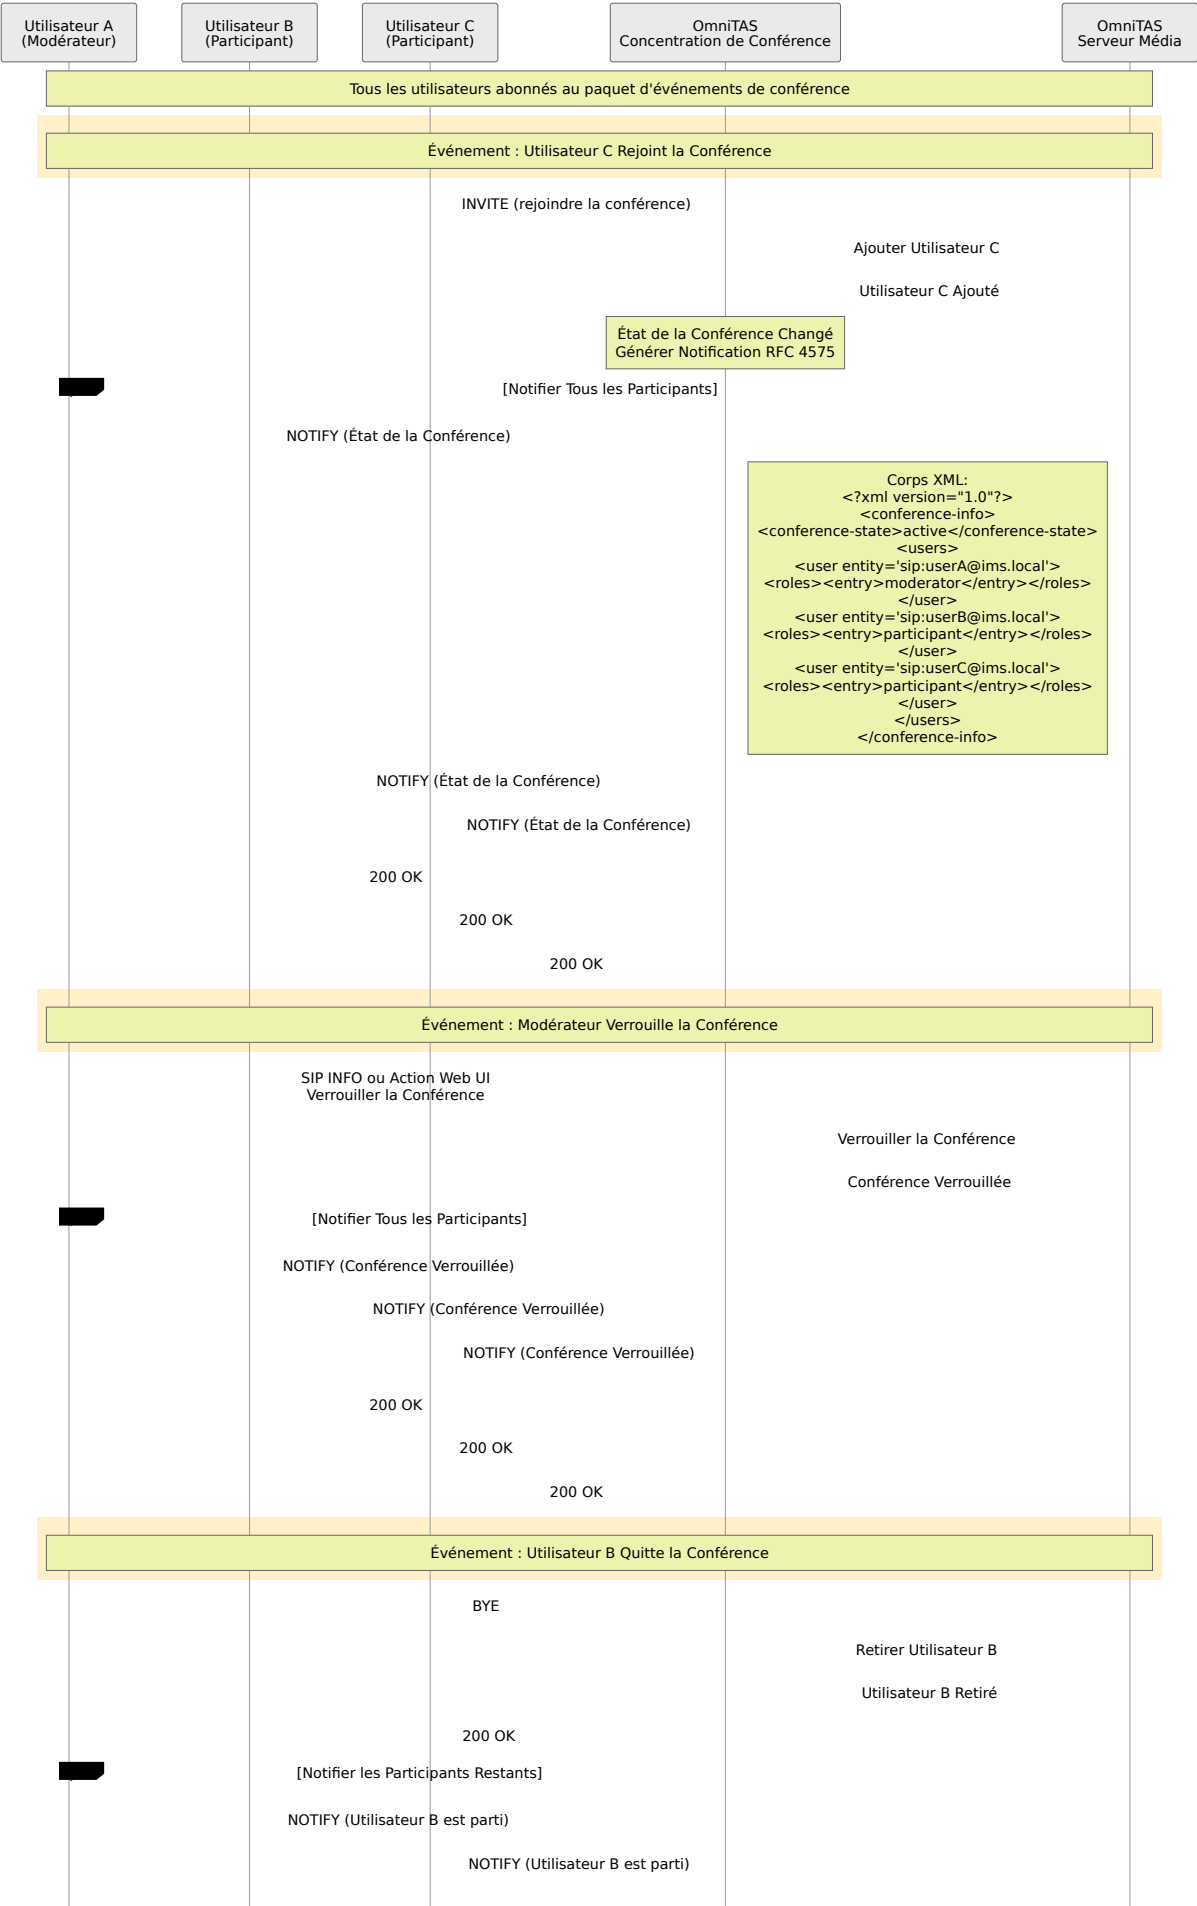 Utilisateur A
(Modérateur)
Utilisateur B
(Participant)
Utilisateur C
(Participant)
OmniTAS
Concentration de Conférence
OmniTAS
Serveur Média
Tous les utilisateurs abonnés au paquet d'événements de conférence
Événement : Utilisateur C Rejoint la Conférence
INVITE (rejoindre la conférence)
Ajouter Utilisateur C
Utilisateur C Ajouté
État de la Conférence Changé
Générer Notification RFC 4575
[Notifier Tous les Participants]
NOTIFY (État de la Conférence)
Corps XML:
<?xml version="1.0"?>
<conference-info>
<conference-state>active</conference-state>
<users>
<user entity='sip:userA@ims.local'>
<roles><entry>moderator</entry></roles>
</user>
<user entity='sip:userB@ims.local'>
<roles><entry>participant</entry></roles>
</user>
<user entity='sip:userC@ims.local'>
<roles><entry>participant</entry></roles>
</user>
</users>
</conference-info>
NOTIFY (État de la Conférence)
NOTIFY (État de la Conférence)
200 OK
200 OK
200 OK
Événement : Modérateur Verrouille la Conférence
SIP INFO ou Action Web UI
Verrouiller la Conférence
Verrouiller la Conférence
Conférence Verrouillée
[Notifier Tous les Participants]
NOTIFY (Conférence Verrouillée)
NOTIFY (Conférence Verrouillée)
NOTIFY (Conférence Verrouillée)
200 OK
200 OK
200 OK
Événement : Utilisateur B Quitte la Conférence
BYE
Retirer Utilisateur B
Utilisateur B Retiré
200 OK
[Notifier les Participants Restants]
NOTIFY (Utilisateur B est parti)
NOTIFY (Utilisateur B est parti)